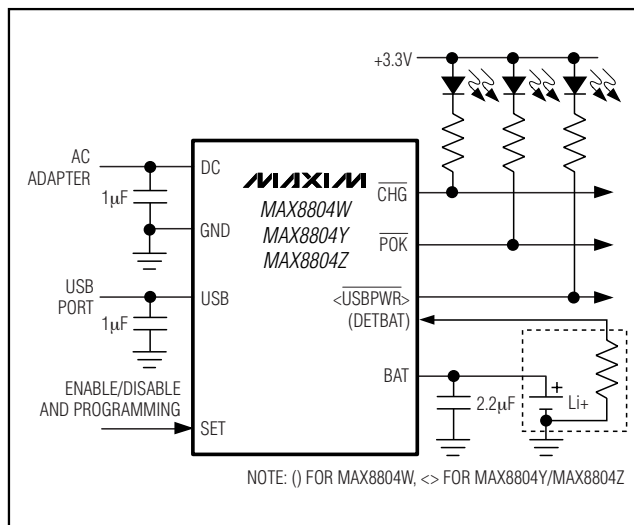 +3.3V
AC
ADAPTER
1µF
DC
MAXIM
MAX8804W
MAX8804Y
MAX8804Z
CHG
GND
POK
USB
PORT
1µF
USB
<USBPWR>
(DETBAT)
BAT
+
Li+
2.2µF
ENABLE/DISABLE
AND PROGRAMMING
SET
NOTE: () FOR MAX8804W, <> FOR MAX8804Y/MAX8804Z